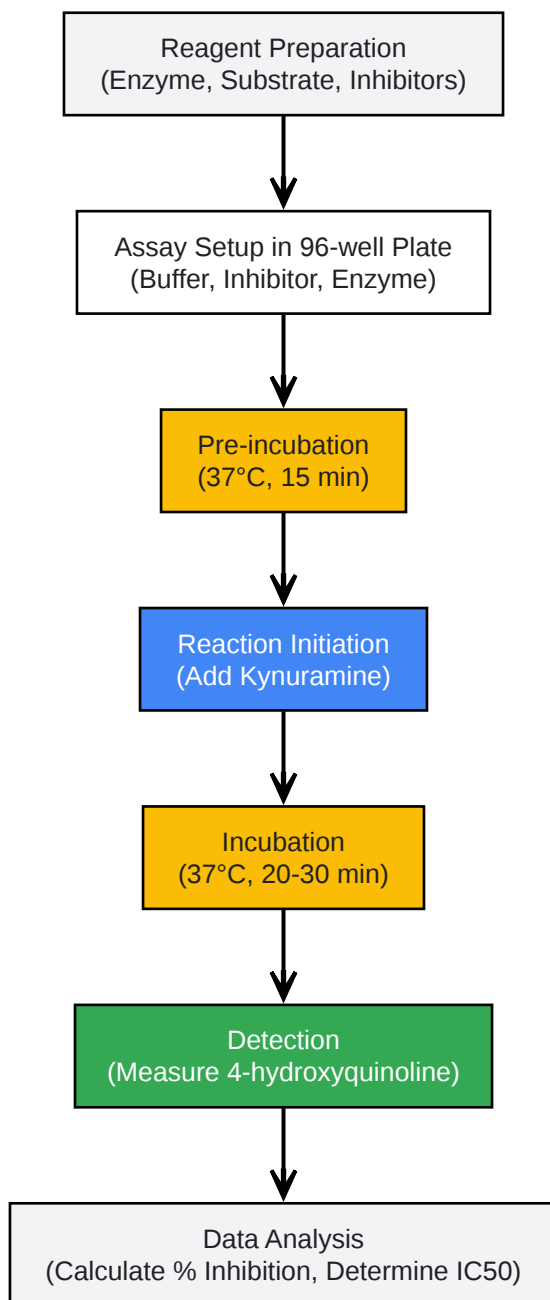 Reagent Preparation
(Enzyme, Substrate, Inhibitors)
Assay Setup in 96-well Plate
(Buffer, Inhibitor, Enzyme)
Pre-incubation
(37°C, 15 min)
Reaction Initiation
(Add Kynuramine)
Incubation
(37°C, 20-30 min)
Detection
(Measure 4-hydroxyquinoline)
Data Analysis
(Calculate % Inhibition, Determine IC50)